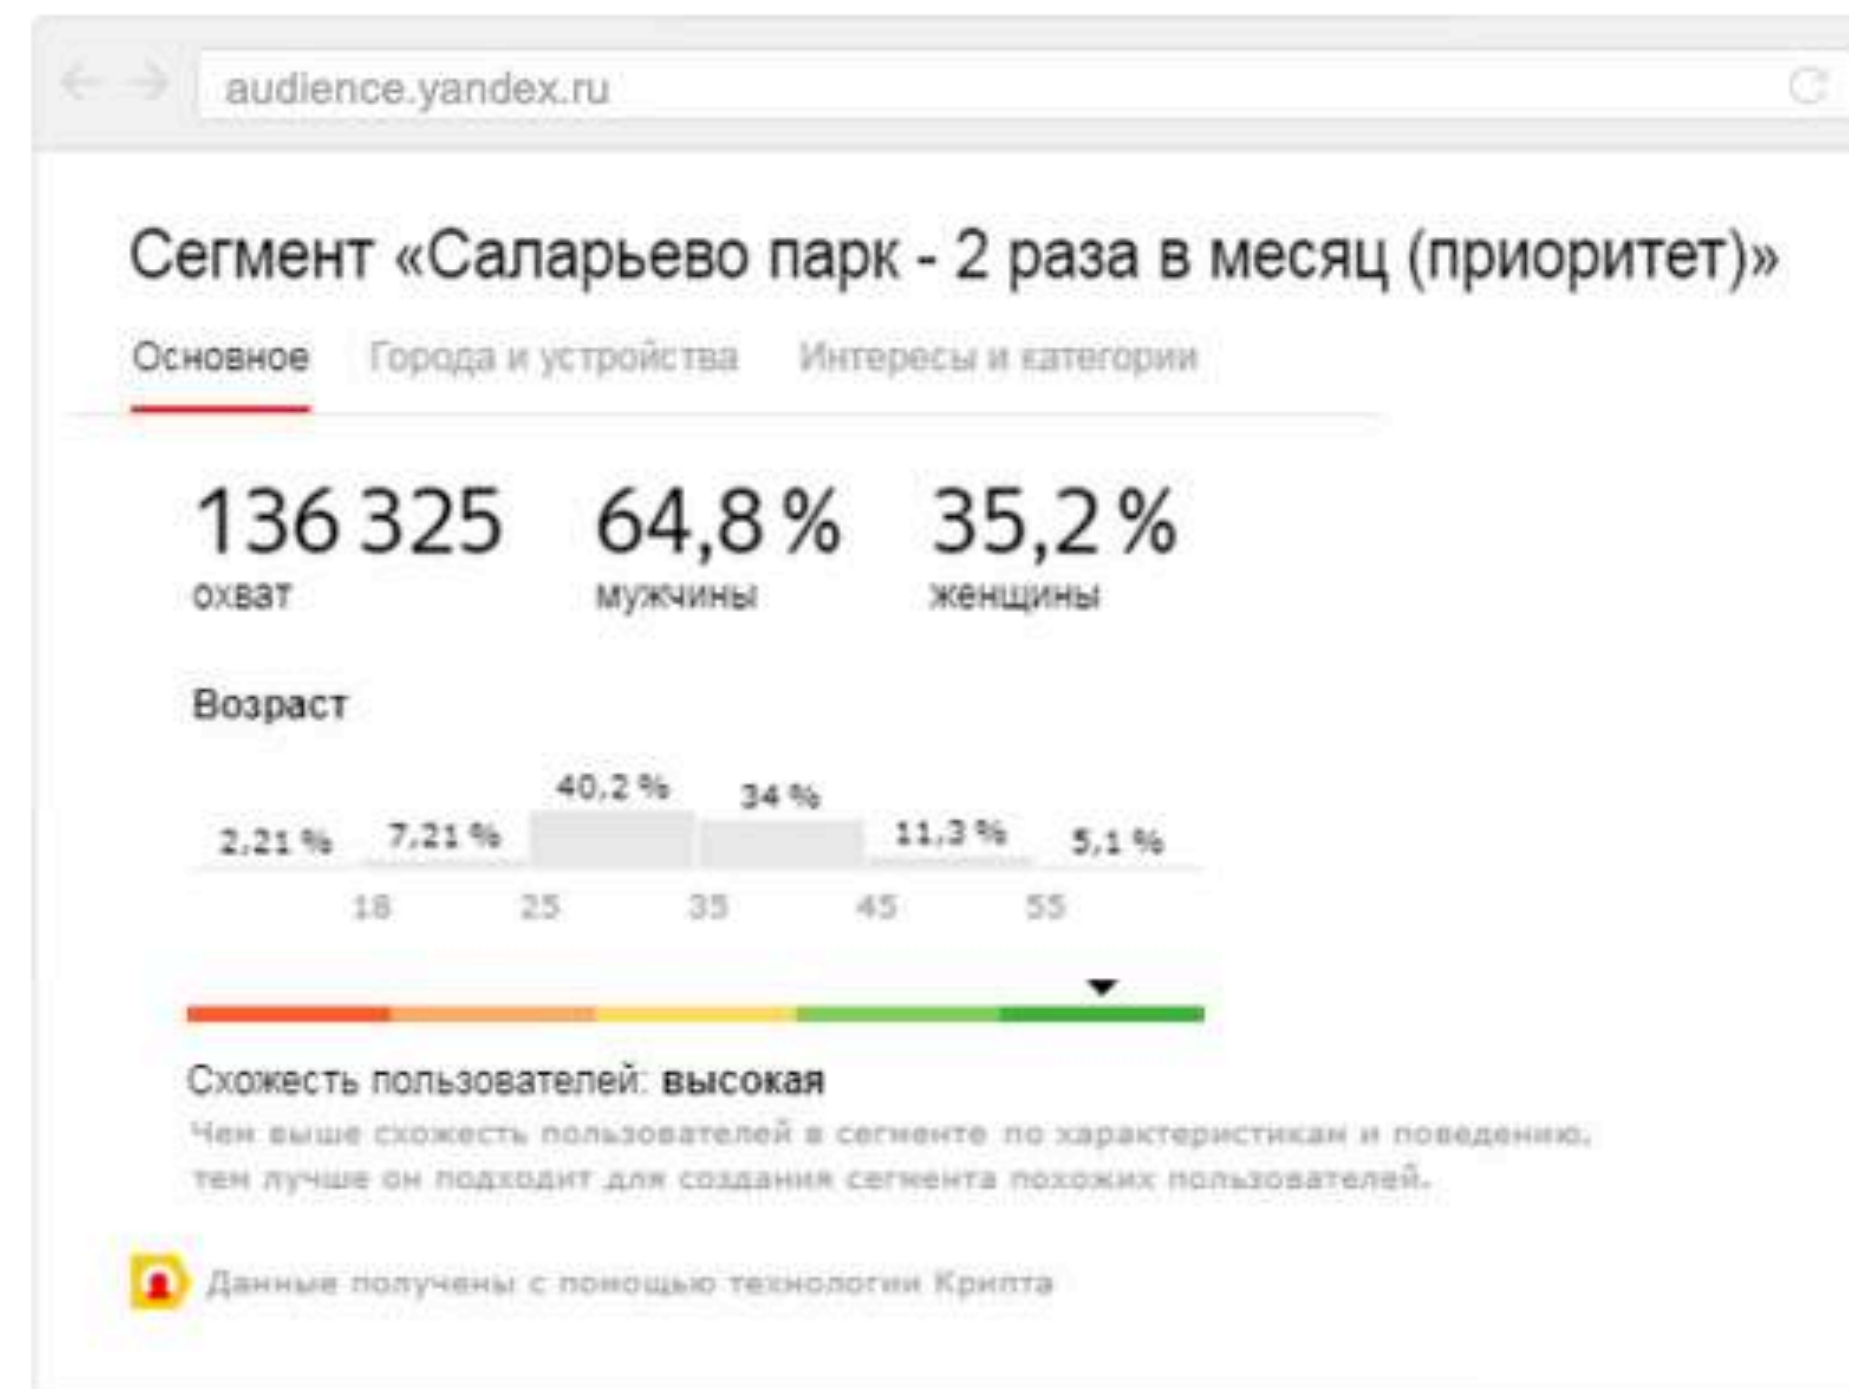 audience.yandex.ru
Сегмент «Саларьево парк - 2 раза в месяц (приоритет)»
Основное Города и устройства Интересы и категории
136 325 64,8 % 35,2 %
охват мужчины женщины
Возраст
2,21 % 7,21 % 40,2 % 34 % 11,3 % 5,1 %
18 25 35 45 55
Схожесть пользователей: высокая
Чем выше схожесть пользователей в сегменте по характеристикам и поведению,
тем лучше он подходит для создания сегмента похожих пользователей.
Данные получены с помощью технологии Крипта